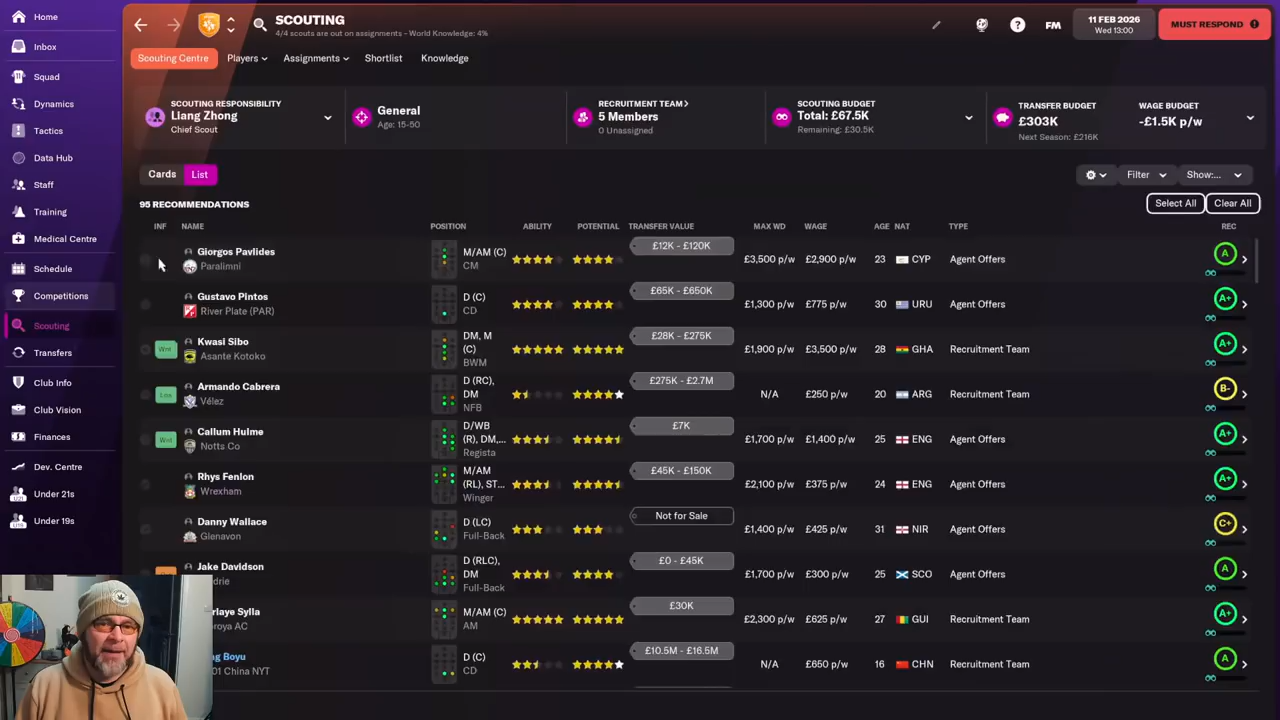 Home
Inbox
Squad
Dynamics
Tactics
Data Hub
Staff
Training
Medical Centre
Schedule
Competitions
Scouting
Transfers
Club Info
Club Vision
Finances
Dev. Centre
Under 21s
Under 19s
SCOUTING
4/4 scouts are out on assignments - World Knowledge: 4%
FM
11 FEB 2026
Wed 13:00
MUST RESPOND
Scouting Centre
Players
Assignments
Shortlist
Knowledge
SCOUTING RESPONSIBILITY
Liang Zhong
Chief Scout
General
Age: 15-50
RECRUITMENT TEAM
5 Members
0 Unassigned
SCOUTING BUDGET
Total: £67.5K
Remaining: £30.5K
TRANSFER BUDGET
£303K
Next Season: £216K
WAGE BUDGET
-£1.5K p/w
Cards List
Filter
Show:...
95 RECOMMENDATIONS
Select All
Clear All
INF NAME POSITION ABILITY POTENTIAL TRANSFER VALUE MAX WD WAGE AGE NAT TYPE REC
Giorgos Pavlides
Paralimni
M/AM (C)
CM
£12K - £120K
£3,500 p/w £2,900 p/w 23 CYP Agent Offers A
Gustavo Pintos
River Plate (PAR)
D (C)
CD
£65K - £650K
£1,300 p/w £775 p/w 30 URU Agent Offers A+
Wnt
Kwasi Sibo
Asante Kotoko
DM, M
(C)
BWM
£28K - £275K
£1,900 p/w £3,500 p/w 28 GHA Recruitment Team A+
Loa
Armando Cabrera
Vélez
D (RC),
DM
NFB
£275K - £2.7M
N/A £250 p/w 20 ARG Recruitment Team B-
Callum Hulme
Notts Co
D/WB
(R), DM,...
Regista
£7K
£1,700 p/w £1,400 p/w 25 ENG Agent Offers A+
Rhys Fenlon
Wrexham
M/AM
(RL), ST...
Winger
£45K - £150K
£2,100 p/w £375 p/w 24 ENG Agent Offers A+
Danny Wallace
Glenavon
D (LC)
Full-Back
Not for Sale
£1,400 p/w £425 p/w 31 NIR Agent Offers C+
Jake Davidson
drie
D (RLC),
DM
Full-Back
£0 - £45K
£1,700 p/w £300 p/w 25 SCO Agent Offers A
rlaye Sylla
oroya AC
M/AM (C)
AM
£30K
£2,300 p/w £625 p/w 27 GUI Recruitment Team A+
ng Boyu
01 China NYT
D (C)
CD
£10.5M - £16.5M
N/A £650 p/w 16 CHN Recruitment Team A